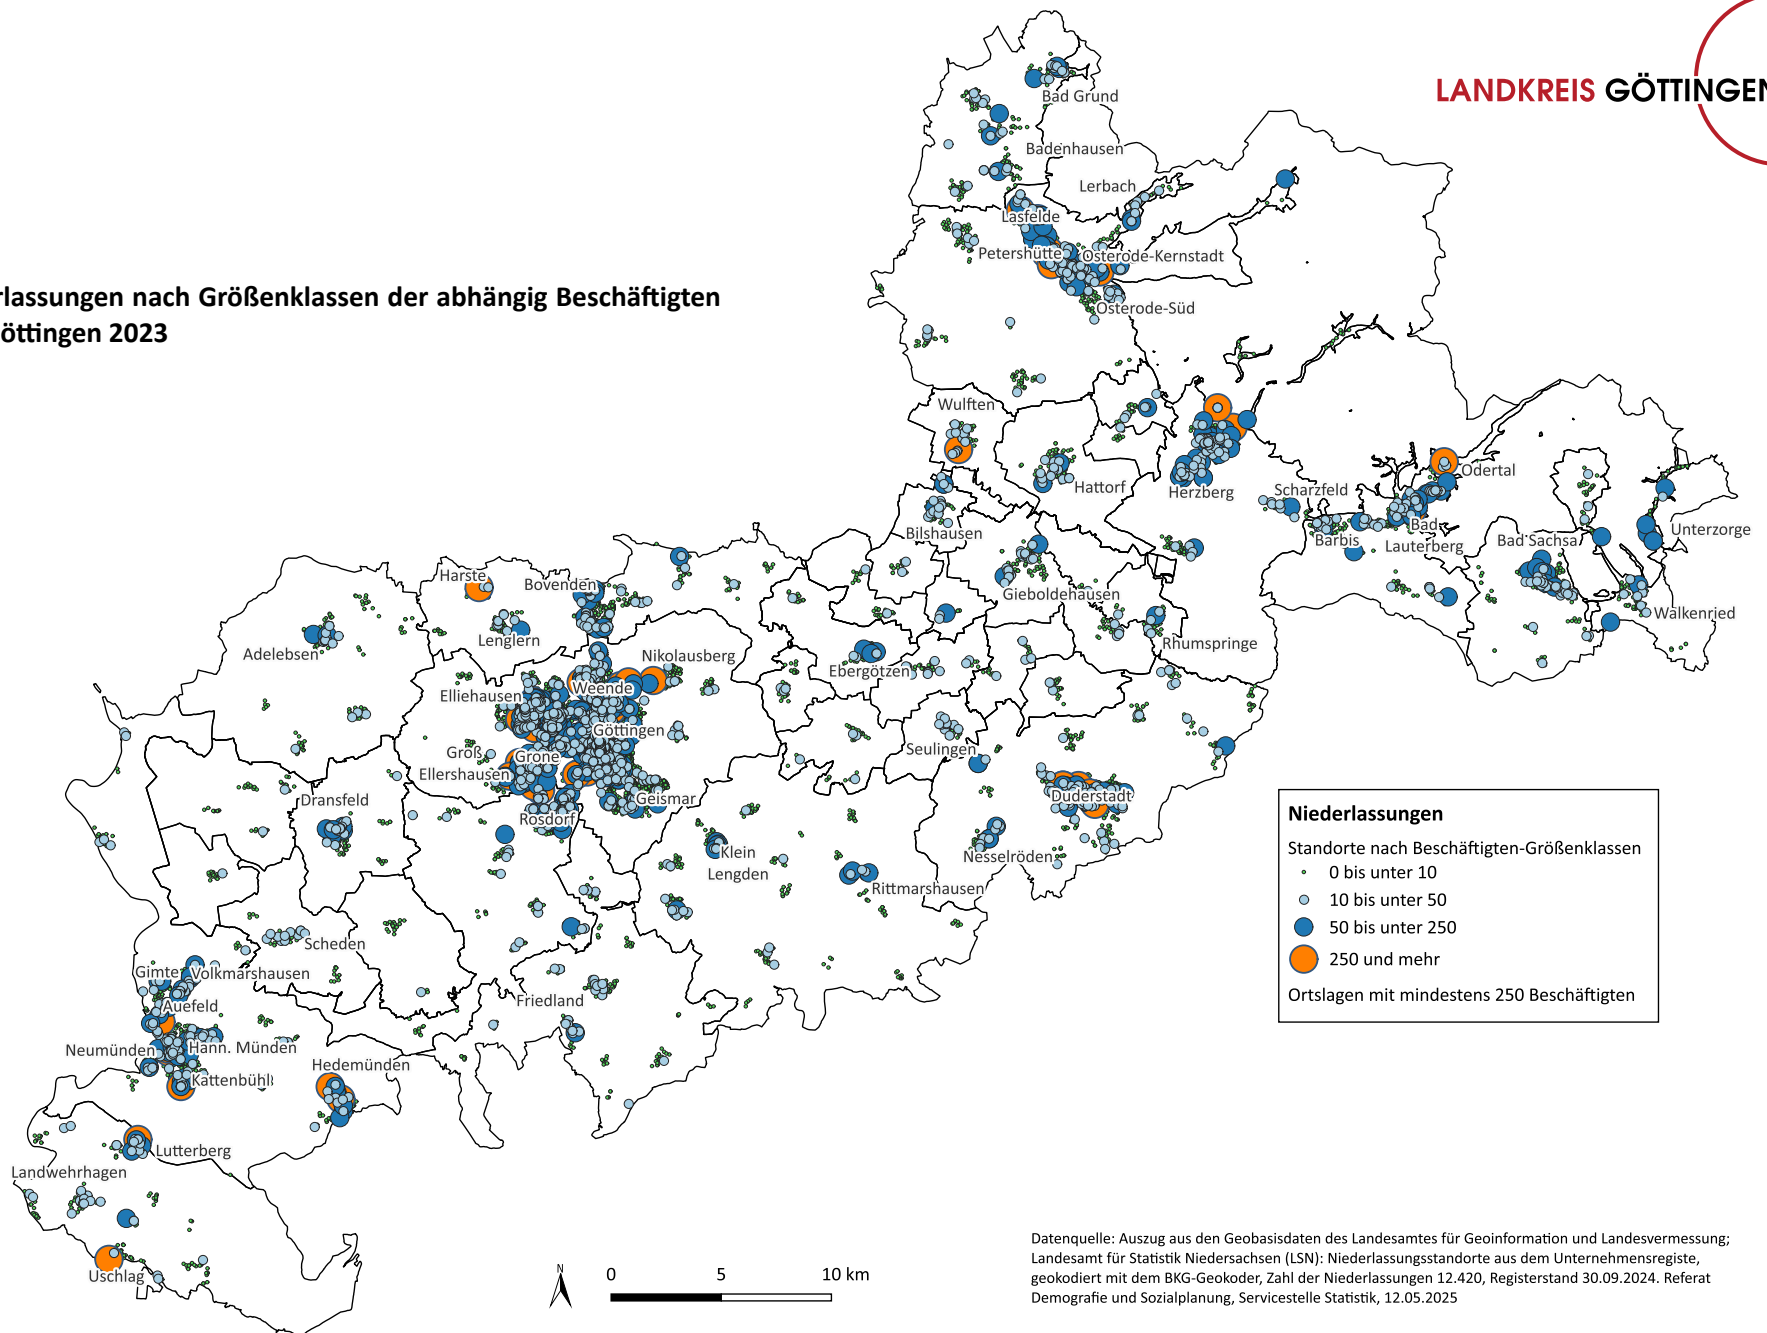 LANDKREIS GÖTTINGEN
rlassungen nach Größenklassen der abhängig Beschäftigten
öttingen 2023
Bad Grund
Badenhausen
Lerbach
Lasfelde
Petershütte
Osterode-Kernstadt
Osterode-Süd
Wulften
Hattorf
Herzberg
Scharzfeld
Odertal
Bilshausen
Barbis
Bad
Lauterberg
Bad Sachsa
Unterzorge
Harste
Bovenden
Gieboldehausen
Walkenried
Lenglern
Adelebsen
Nikolausberg
Rhumspringe
Ebergötzen
Elliehausen
Weende
Göttingen
Seulingen
Groß
Ellershausen
Grone
Geismar
Dransfeld
Rosdorf
Duderstadt
Klein
Lengden
Nesselröden
Rittmarshausen
Scheden
Gimte
Volkmarshausen
Friedland
Auefeld
Neumünden
Hann. Münden
Hedemünden
Kattenbühl
Lutterberg
Landwehrhagen
Uschlag
Niederlassungen
Standorte nach Beschäftigten-Größenklassen
0 bis unter 10
10 bis unter 50
50 bis unter 250
250 und mehr
Ortslagen mit mindestens 250 Beschäftigten
N
0 5 10 km
Datenquelle: Auszug aus den Geobasisdaten des Landesamtes für Geoinformation und Landesvermessung;
Landesamt für Statistik Niedersachsen (LSN): Niederlassungsstandorte aus dem Unternehmensregiste,
geokodiert mit dem BKG-Geokoder, Zahl der Niederlassungen 12.420, Registerstand 30.09.2024. Referat
Demografie und Sozialplanung, Servicestelle Statistik, 12.05.2025